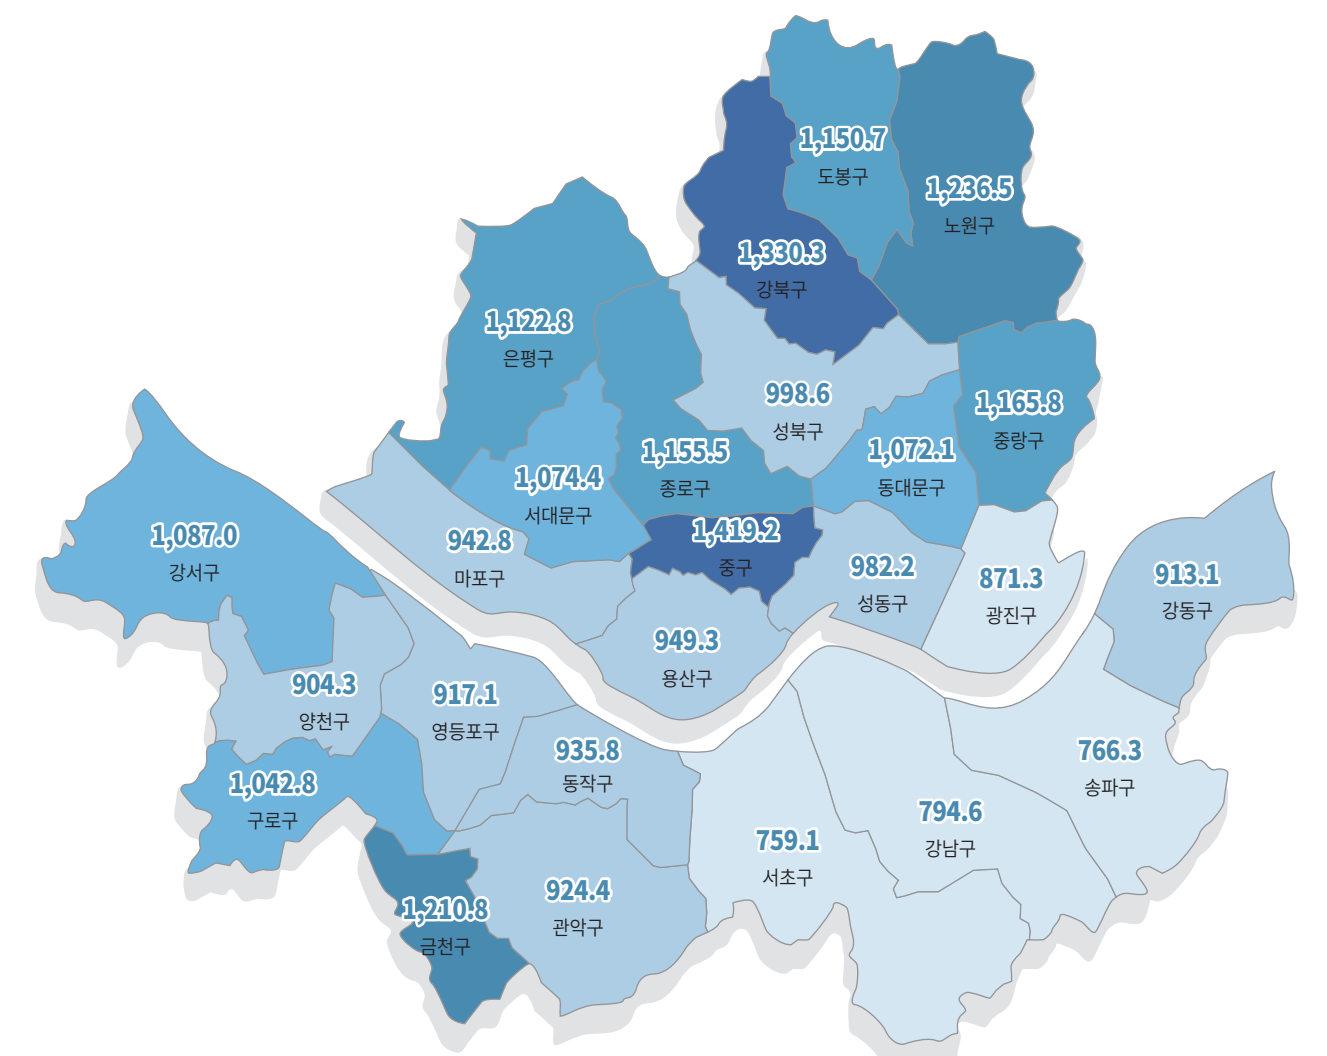 1,150.7
도봉구
1,236.5
노원구
1,330.3
강북구
1,122.8
은평구
998.6
성북구
1,165.8
중랑구
1,155.5
종로구
1,072.1
동대문구
1,074.4
서대문구
1,087.0
강서구
942.8
마포구
1,419.2
중구
982.2
성동구
871.3
광진구
913.1
강동구
949.3
용산구
904.3
양천구
917.1
영등포구
935.8
동작구
766.3
송파구
1,042.8
구로구
794.6
강남구
759.1
서초구
924.4
관악구
1,210.8
금천구